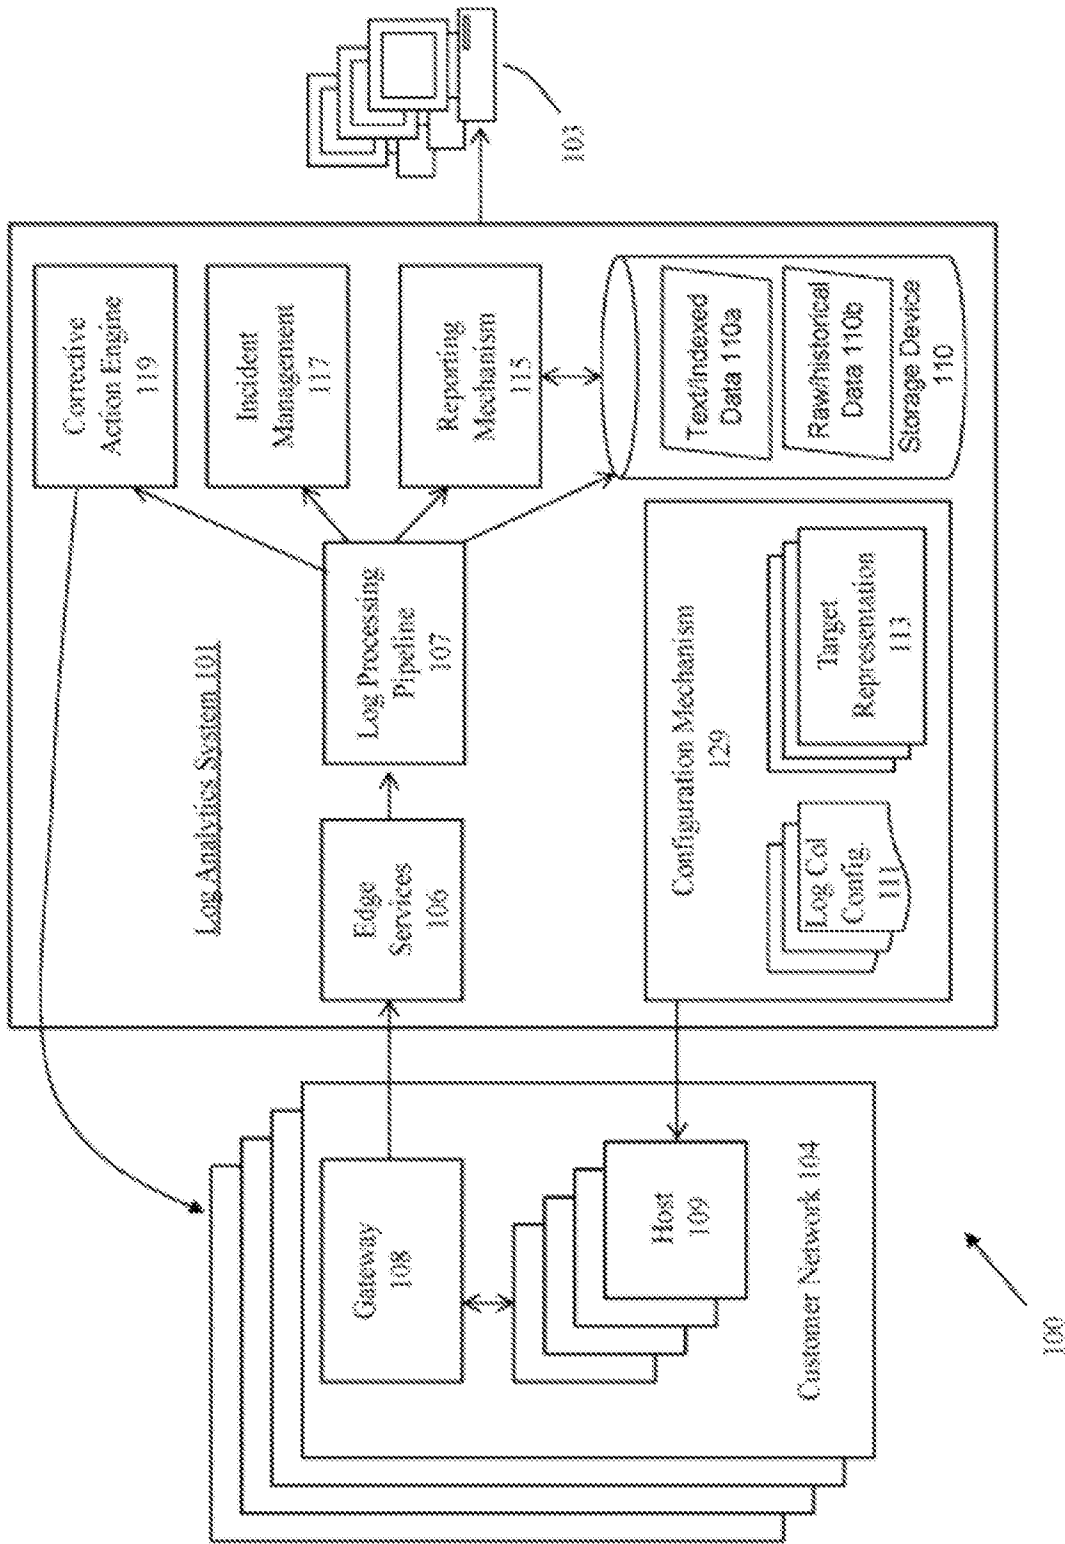 Log Analytics System 101
Corrective
Action Engine
119
Incident
Management
117
Reporting
Mechanism
115
Log Processing
Pipeline
107
Edge
Services
106
Gateway
108
Host
109
Customer Network 104
Configuration Mechanism
129
Log Col
Config.
111
Target
Representation
113
Text/Indexed
Data 110a
Raw/historical
Data 110b
Storage Device
110
103
100